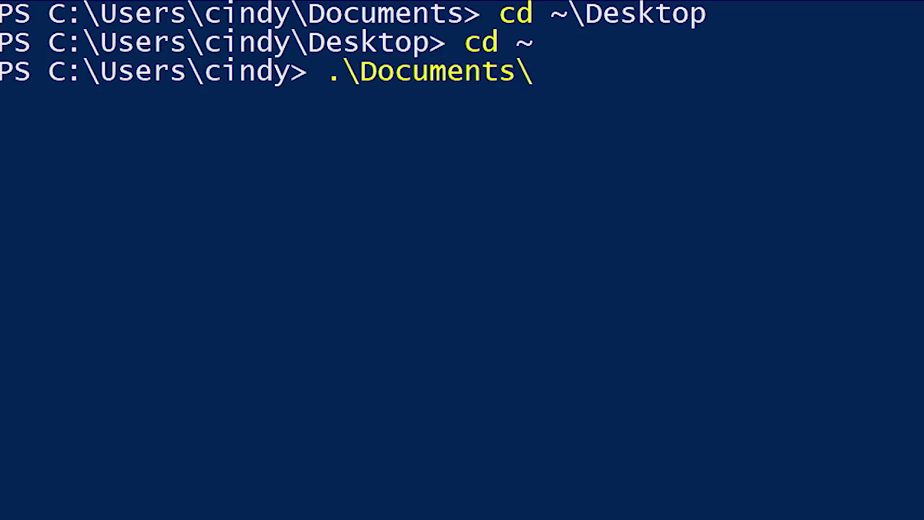 PS C:\Users\cindy\Documents> cd ~\Desktop
PS C:\Users\cindy\Desktop> cd ~
PS C:\Users\cindy> .\Documents\